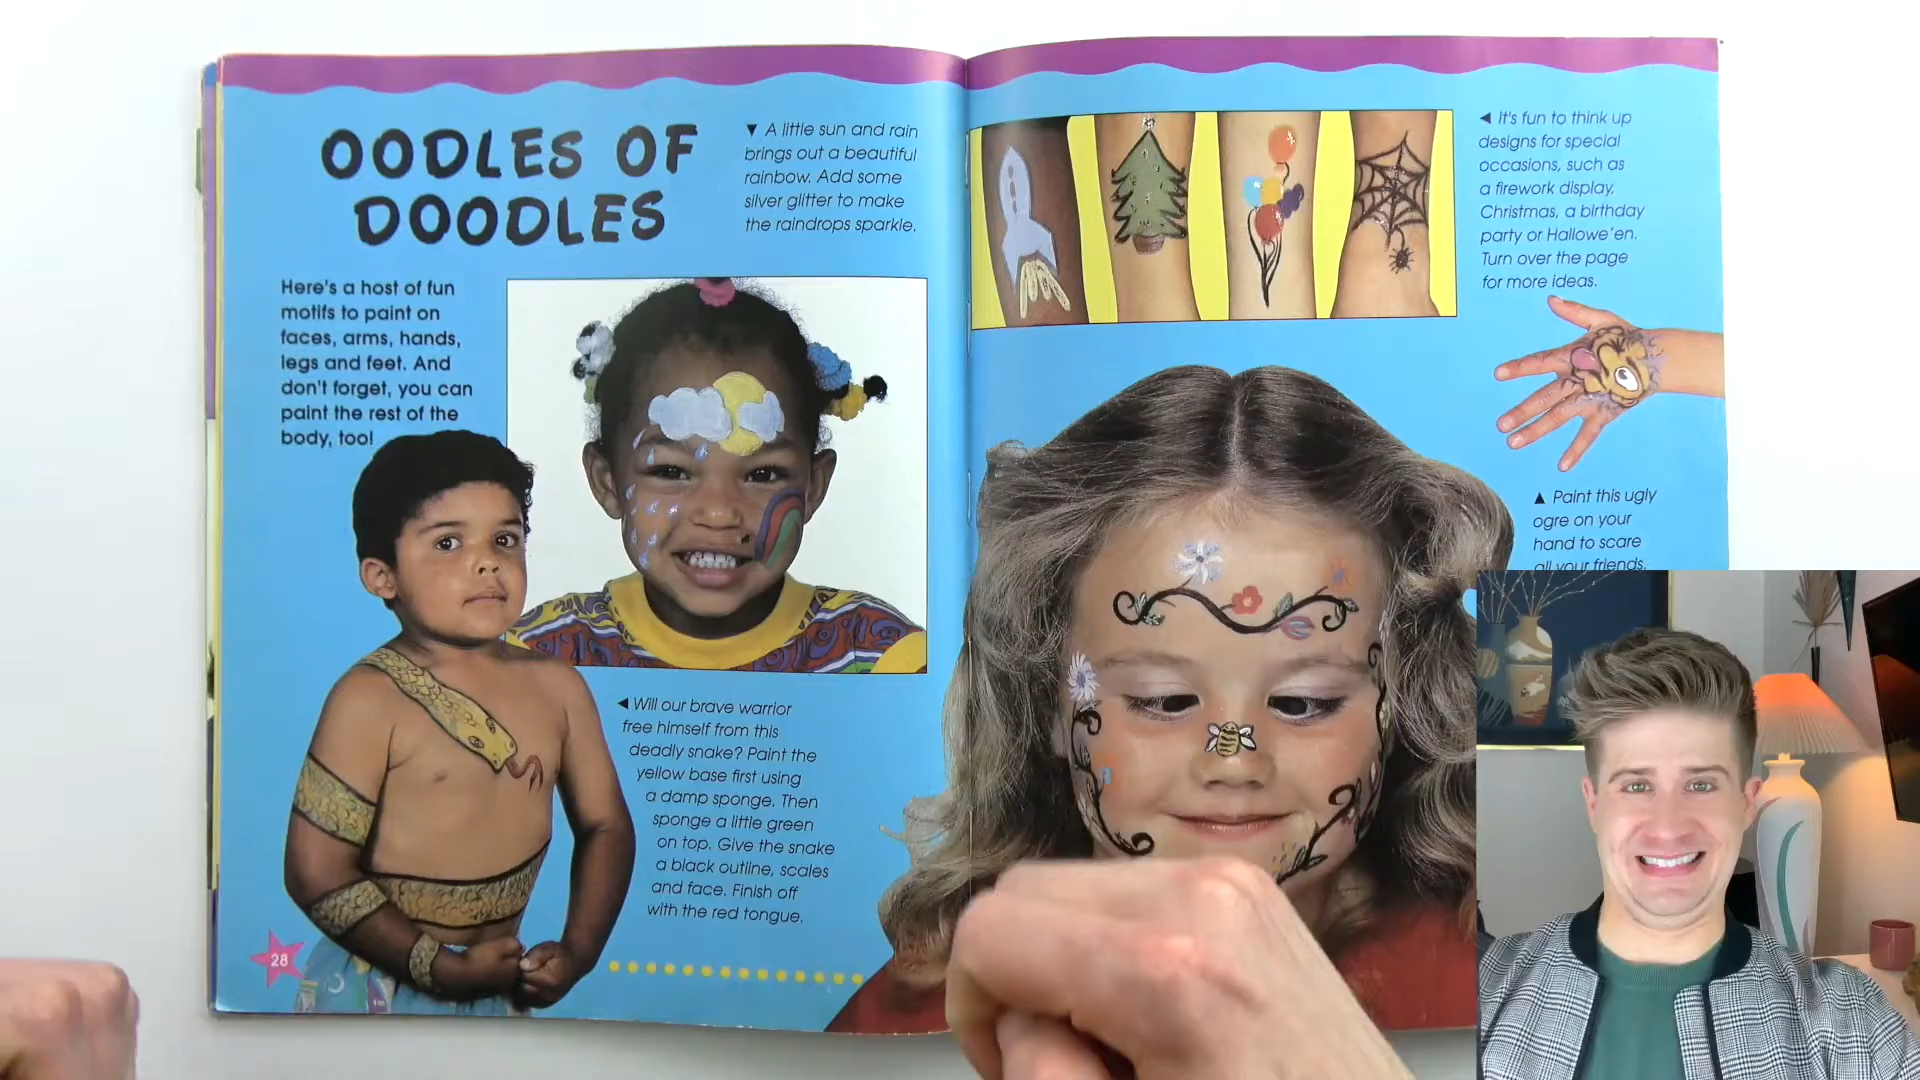 OODLES OF
DOODLES
Here's a host of fun
motifs to paint on
faces, arms, hands,
legs and feet. And
don't forget, you can
paint the rest of the
body, too!
▼ A little sun and rain
brings out a beautiful
rainbow. Add some
silver glitter to make
the raindrops sparkle.
◄ Will our brave warrior
free himself from this
deadly snake? Paint the
yellow base first using
a damp sponge. Then
sponge a little green
on top. Give the snake
a black outline, scales
and face. Finish off
with the red tongue.
28
◄ It's fun to think up
designs for special
occasions, such as
a firework display,
Christmas, a birthday
party or Hallowe'en.
Turn over the page
for more ideas.
▲ Paint this ugly
ogre on your
hand to scare
all your friends.